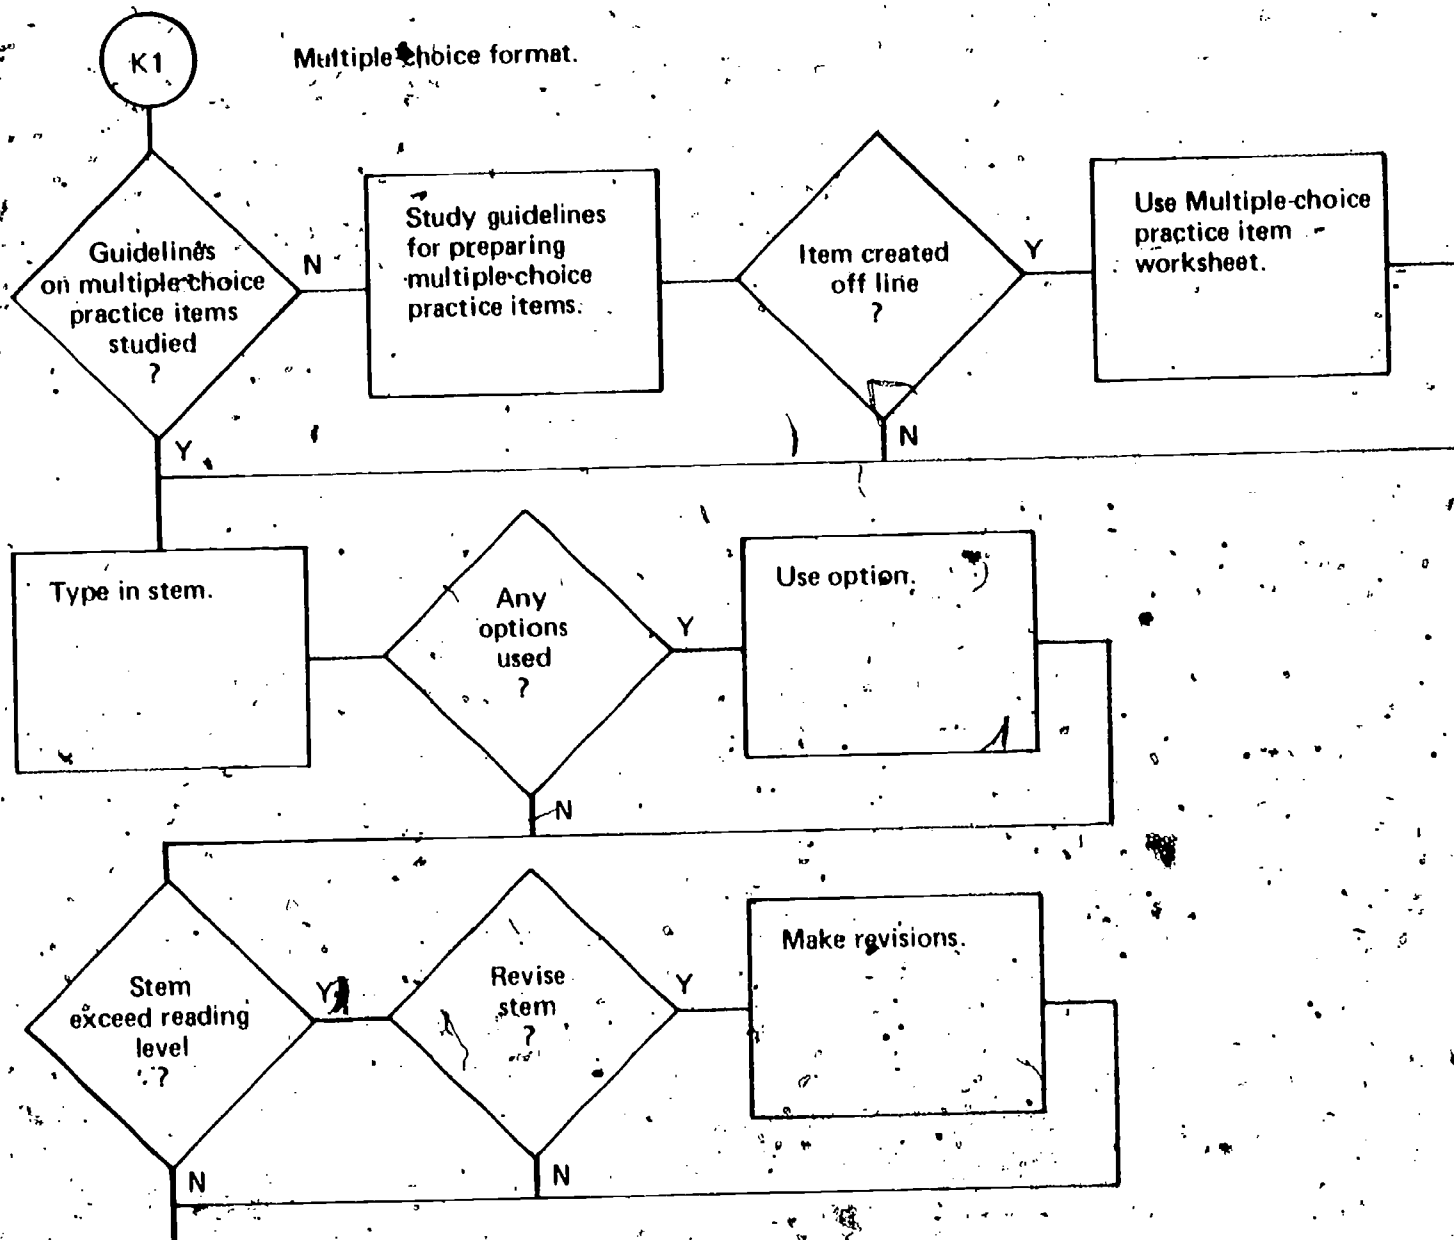 K1
Multiple choice format.
Guidelines
on multiple-choice
practice items
studied
?
N
Y
Study guidelines
for preparing
multiple-choice
practice items.
Item created
off line
?
Y
N
Use Multiple-choice
practice item
worksheet.
Type in stem.
Any
options
used
?
Y
N
Use option.
Stem
exceed reading
level
?
Y
N
Revise
stem
?
Y
N
Make revisions.